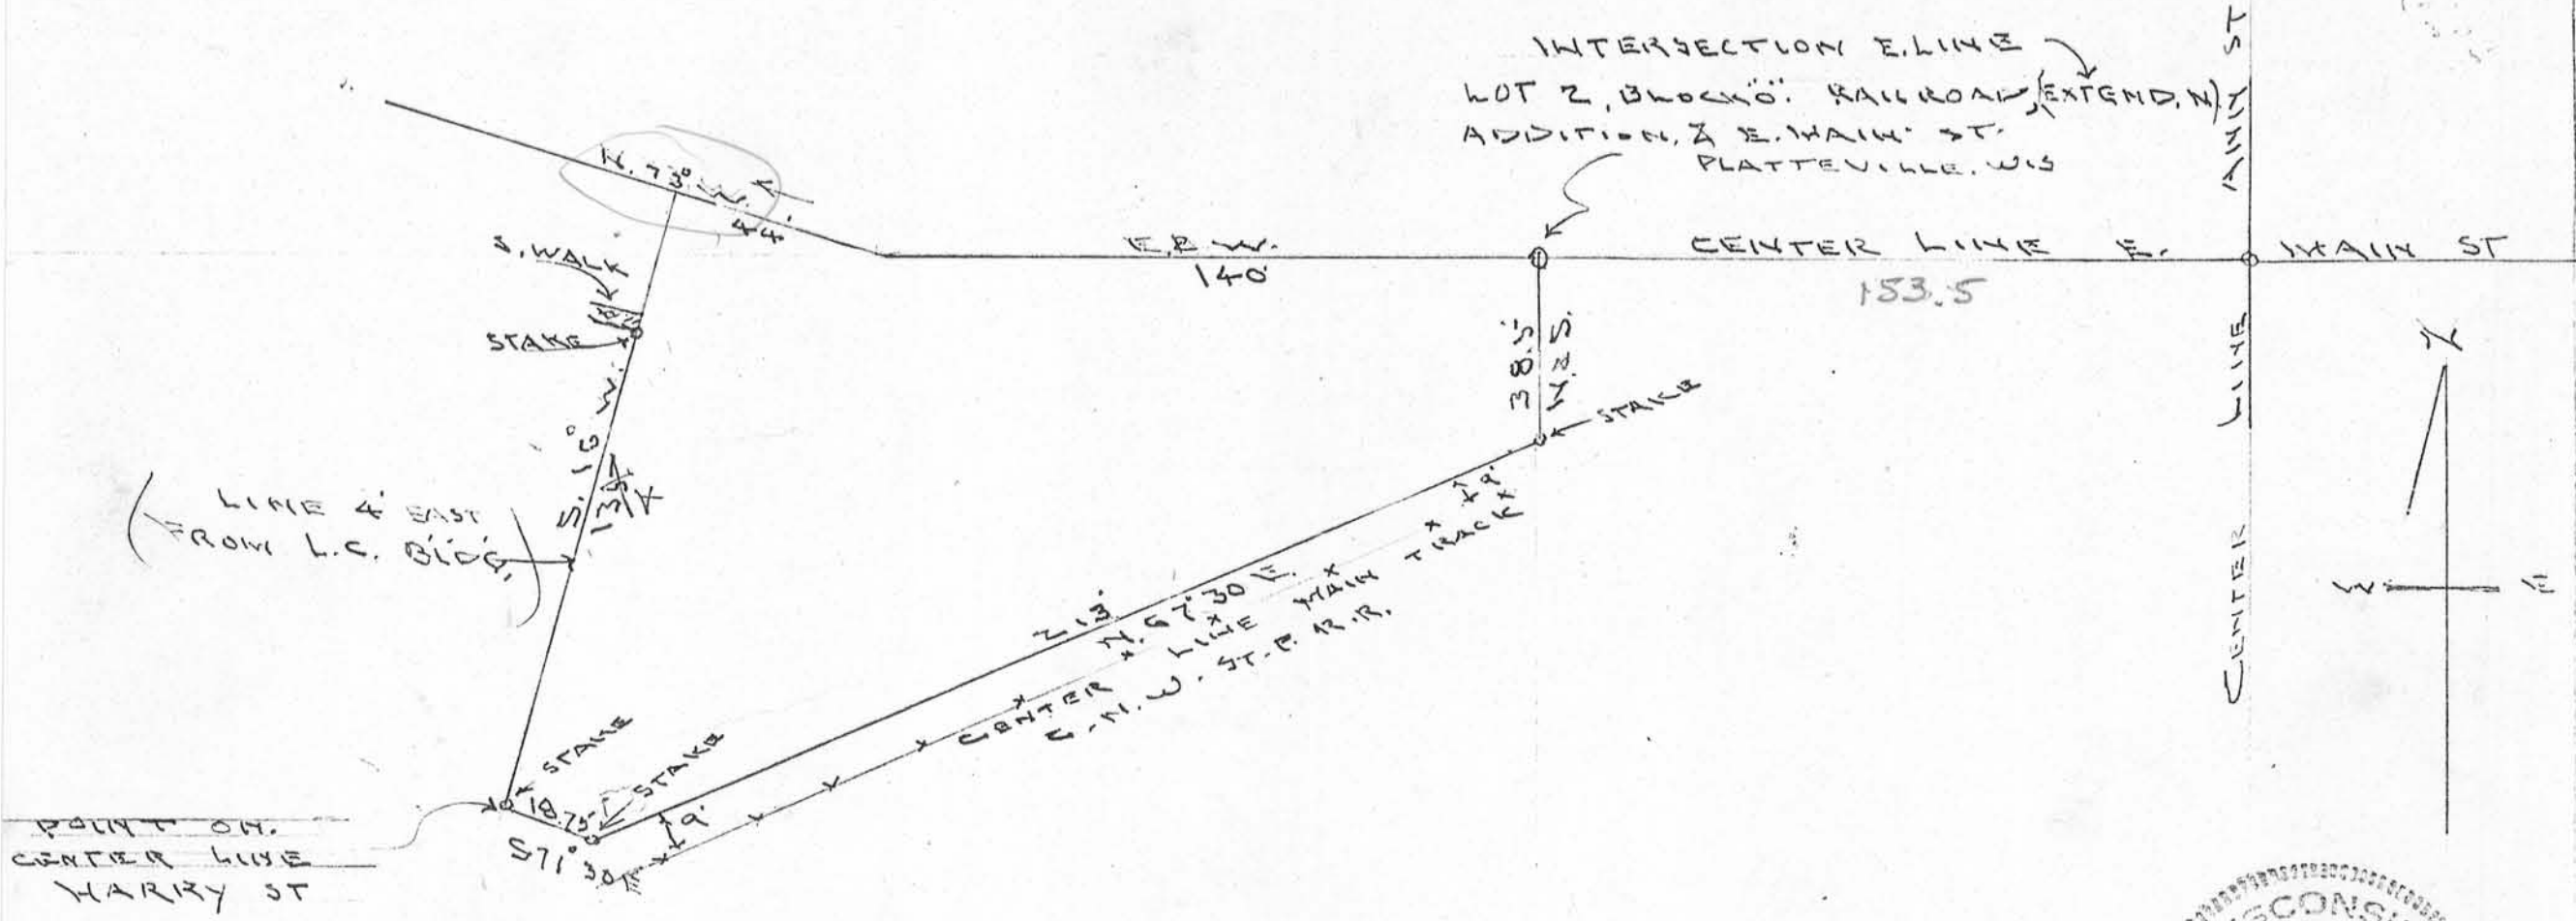 INTERSECTION E. LINE
LOT 2, BLOCK "O". RAILROAD, (EXTEND. N)
ADDITION, & E. MAIN ST.
PLATTEVILLE. WIS
ANN ST
N. 73° W.
44'
E. & W.
140'
CENTER LINE E. MAIN ST
153.5
S. WALK
STAKE
38.5'
N. & S.
STAKE
S. 16° W.
LINE 4' EAST
FROM L.C. BLDG.
213'
N. 67° 30 E.
9'
CENTER LINE MAIN TRACK
C. N. W. ST. P. R.R.
STAKE
STAKE
18.75'
S 71° 30 E
9'
POINT ON.
CENTER LINE
HARRY ST
CENTER LINE
N
W E